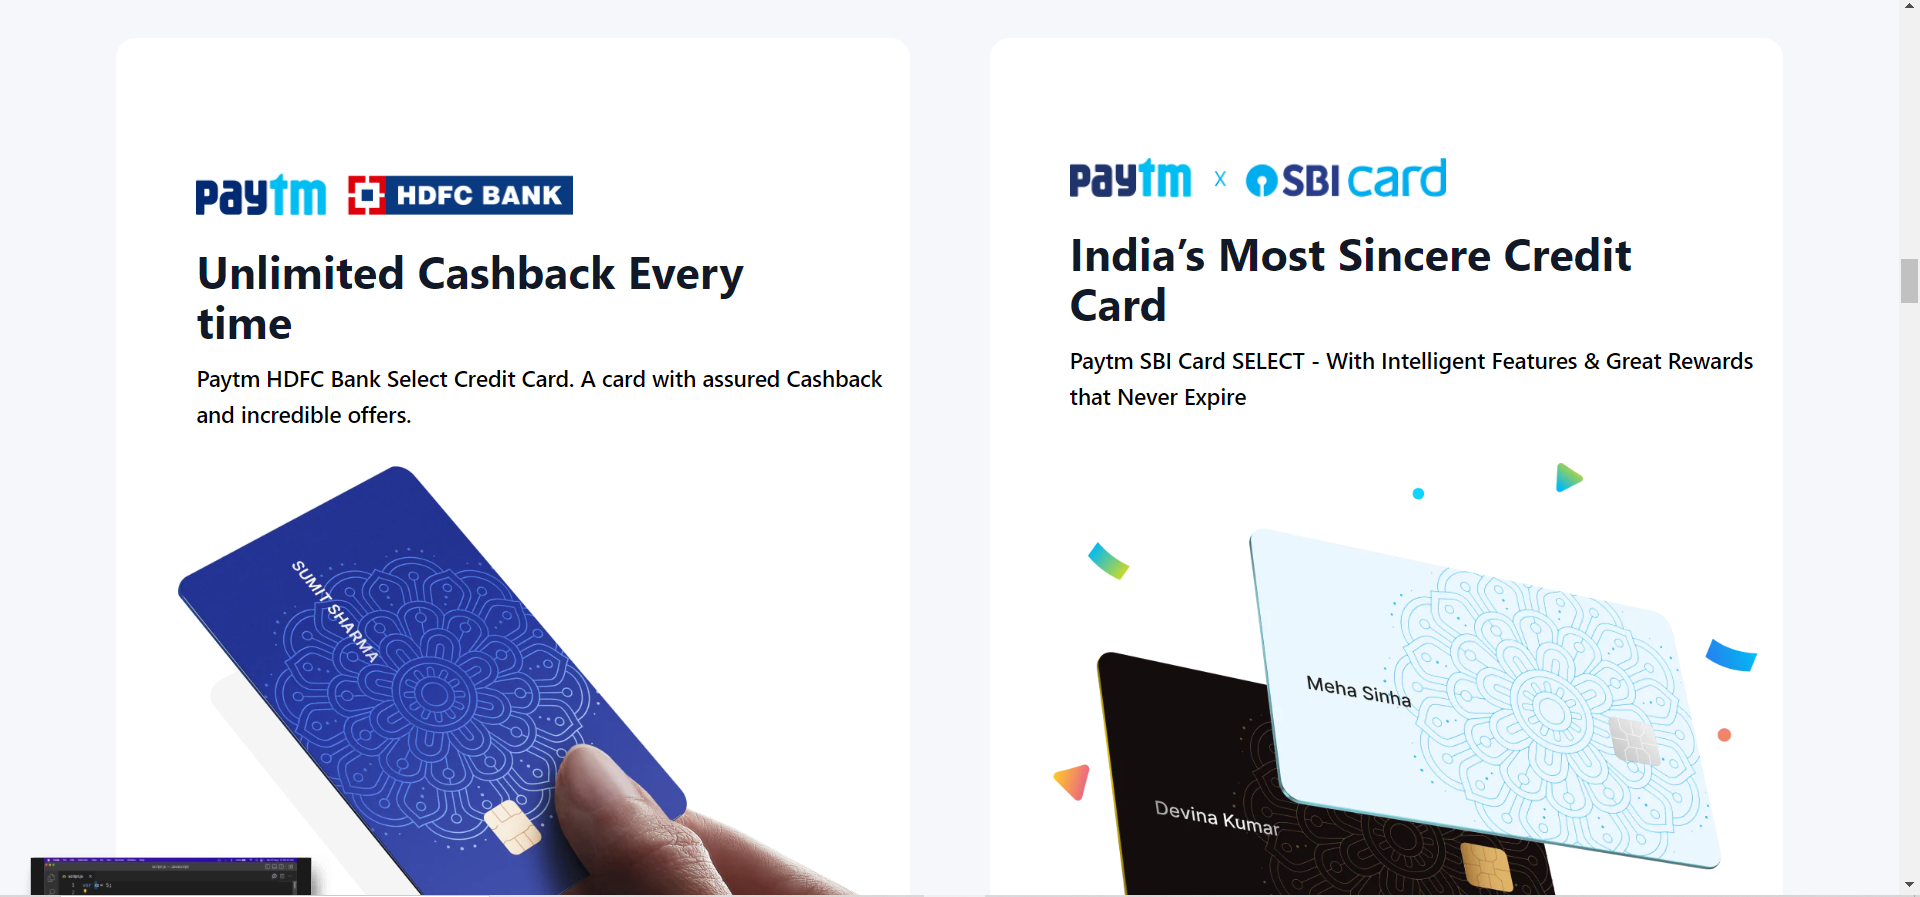 paytm HDFC BANK
Unlimited Cashback Every
time
Paytm HDFC Bank Select Credit Card. A card with assured Cashback
and incredible offers.
SUMIT SHARMA
paytm x SBI card
India’s Most Sincere Credit
Card
Paytm SBI Card SELECT - With Intelligent Features & Great Rewards
that Never Expire
Meha Sinha
Devina Kumar